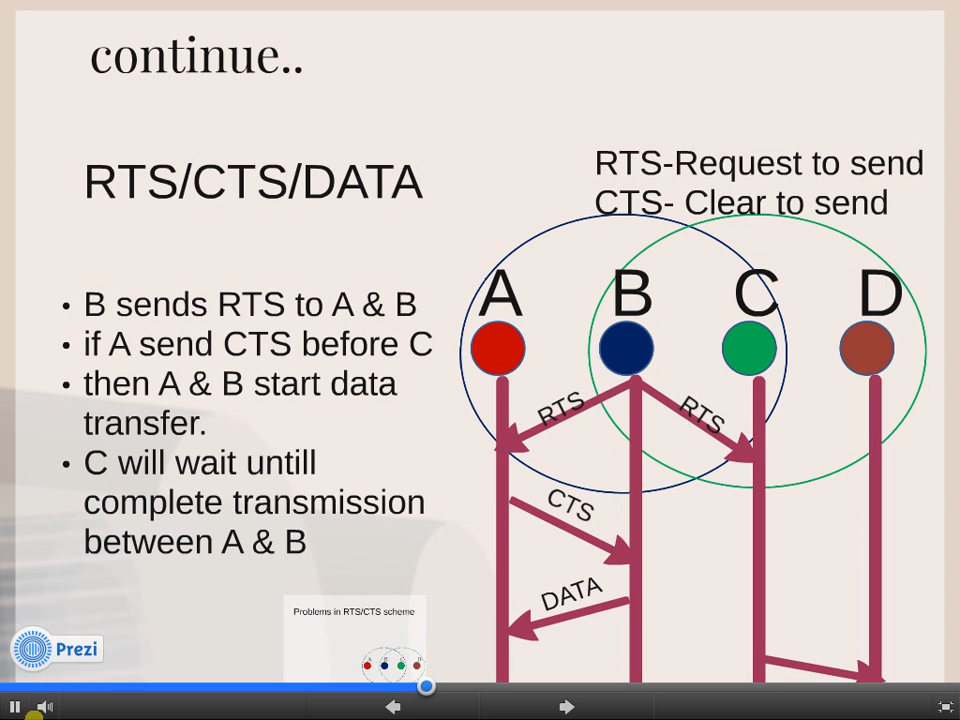 continue..
RTS/CTS/DATA
RTS-Request to send
CTS- Clear to send
• B sends RTS to A & B
• if A send CTS before C
• then A & B start data
transfer.
• C will wait untill
complete transmission
between A & B
A B C D
RTS RTS
CTS
DATA
Problems in RTS/CTS scheme
A B C D
Prezi